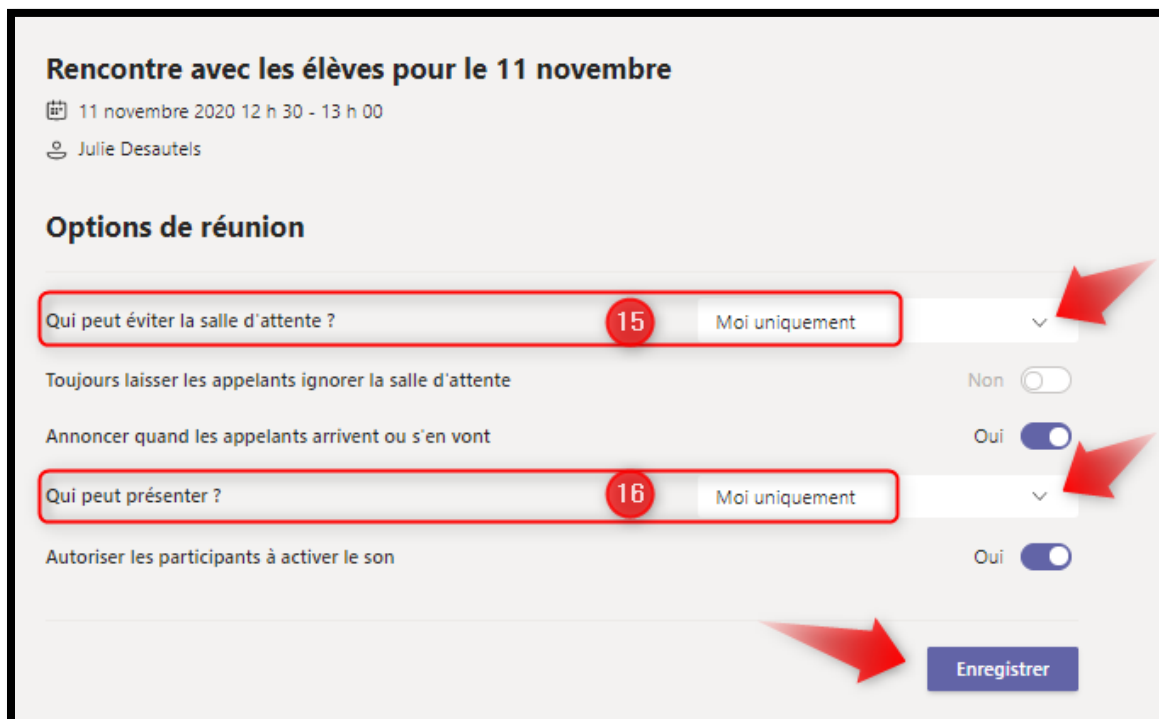 Rencontre avec les élèves pour le 11 novembre
11 novembre 2020 12 h 30 - 13 h 00
Julie Desautels
Options de réunion
Qui peut éviter la salle d'attente ? 15 Moi uniquement
Toujours laisser les appelants ignorer la salle d'attente Non
Annoncer quand les appelants arrivent ou s'en vont Oui
Qui peut présenter ? 16 Moi uniquement
Autoriser les participants à activer le son Oui
Enregistrer